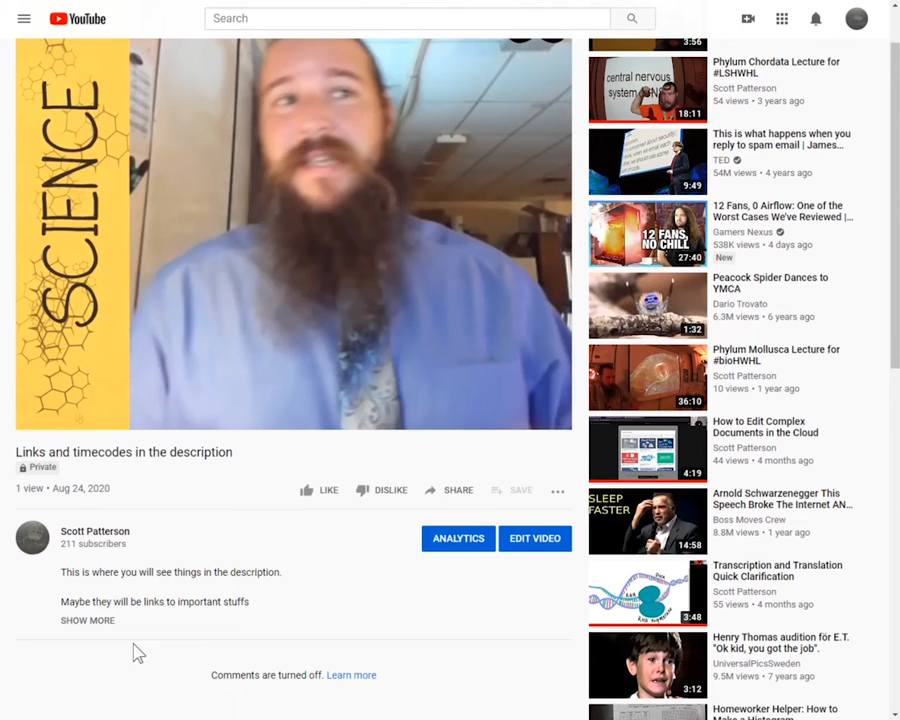 YouTube
Search
SCIENCE
Links and timecodes in the description
Private
1 view • Aug 24, 2020
LIKE
DISLIKE
SHARE
SAVE
Scott Patterson
211 subscribers
ANALYTICS
EDIT VIDEO
This is where you will see things in the description.
Maybe they will be links to important stuffs
SHOW MORE
Comments are turned off. Learn more
3:56
central nervous
18:11
Phylum Chordata Lecture for
#LSHWHL
Scott Patterson
54 views • 3 years ago
9:49
This is what happens when you
reply to spam email | James...
TED
54M views • 4 years ago
12 FANS,
NO CHILL
27:40
12 Fans, 0 Airflow: One of the
Worst Cases We've Reviewed |...
Gamers Nexus
538K views • 4 days ago
New
1:32
Peacock Spider Dances to
YMCA
Dario Trovato
6.3M views • 6 years ago
36:10
Phylum Mollusca Lecture for
#bioHWHL
Scott Patterson
10 views • 1 year ago
4:19
How to Edit Complex
Documents in the Cloud
Scott Patterson
44 views • 4 months ago
SLEEP
FASTER
14:58
Arnold Schwarzenegger This
Speech Broke The Internet AN...
Boss Moves Crew
8.8M views • 1 year ago
3:48
Transcription and Translation
Quick Clarification
Scott Patterson
55 views • 4 months ago
3:12
Henry Thomas audition for E.T.
"Ok kid, you got the job".
UniversalPicsSweden
9.5M views • 7 years ago
Homeworker Helper: How to
Make a Histogram